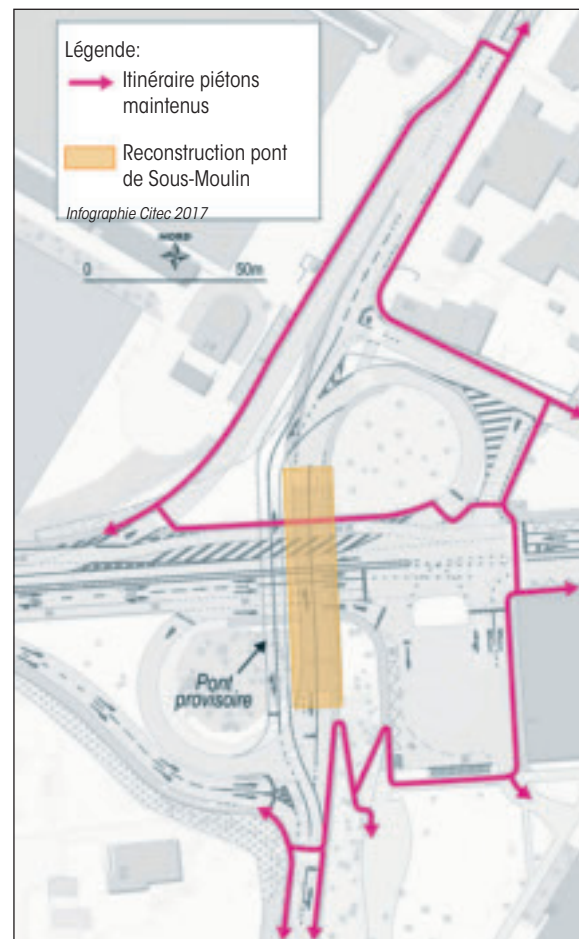 Légende:
Itinéraire piétons
maintenus
Reconstruction pont
de Sous-Moulin
Infographie Citec 2017
NORD
0 50m
Pont
provisoire